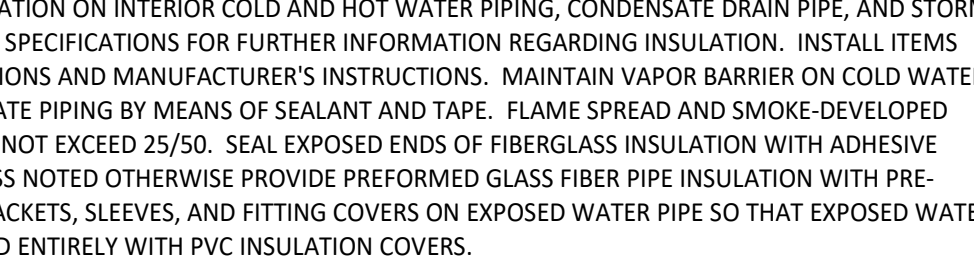 ATION ON INTERIOR COLD AND HOT WATER PIPING, CONDENSATE DRAIN PIPE, AND STORM
SPECIFICATIONS FOR FURTHER INFORMATION REGARDING INSULATION. INSTALL ITEMS
IONS AND MANUFACTURER'S INSTRUCTIONS. MAINTAIN VAPOR BARRIER ON COLD WATE
ATE PIPING BY MEANS OF SEALANT AND TAPE. FLAME SPREAD AND SMOKE-DEVELOPED
NOT EXCEED 25/50. SEAL EXPOSED ENDS OF FIBERGLASS INSULATION WITH ADHESIVE
SS NOTED OTHERWISE PROVIDE PREFORMED GLASS FIBER PIPE INSULATION WITH PRE-
ACKETS, SLEEVES, AND FITTING COVERS ON EXPOSED WATER PIPE SO THAT EXPOSED WATE
D ENTIRELY WITH PVC INSULATION COVERS.